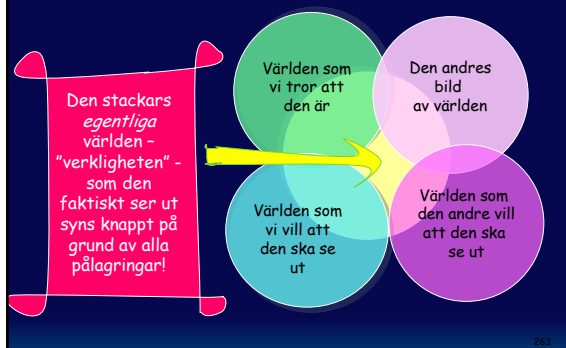 Den stackars
egentliga
världen –
"verkligheten" -
som den
faktiskt ser ut
syns knappt på
grund av alla
pålagringar!
Världen som
vi tror att
den är
Den andres
bild
av världen
Världen som
vi vill att
den ska se
ut
Världen som
den andre vill
att den ska
se ut
263